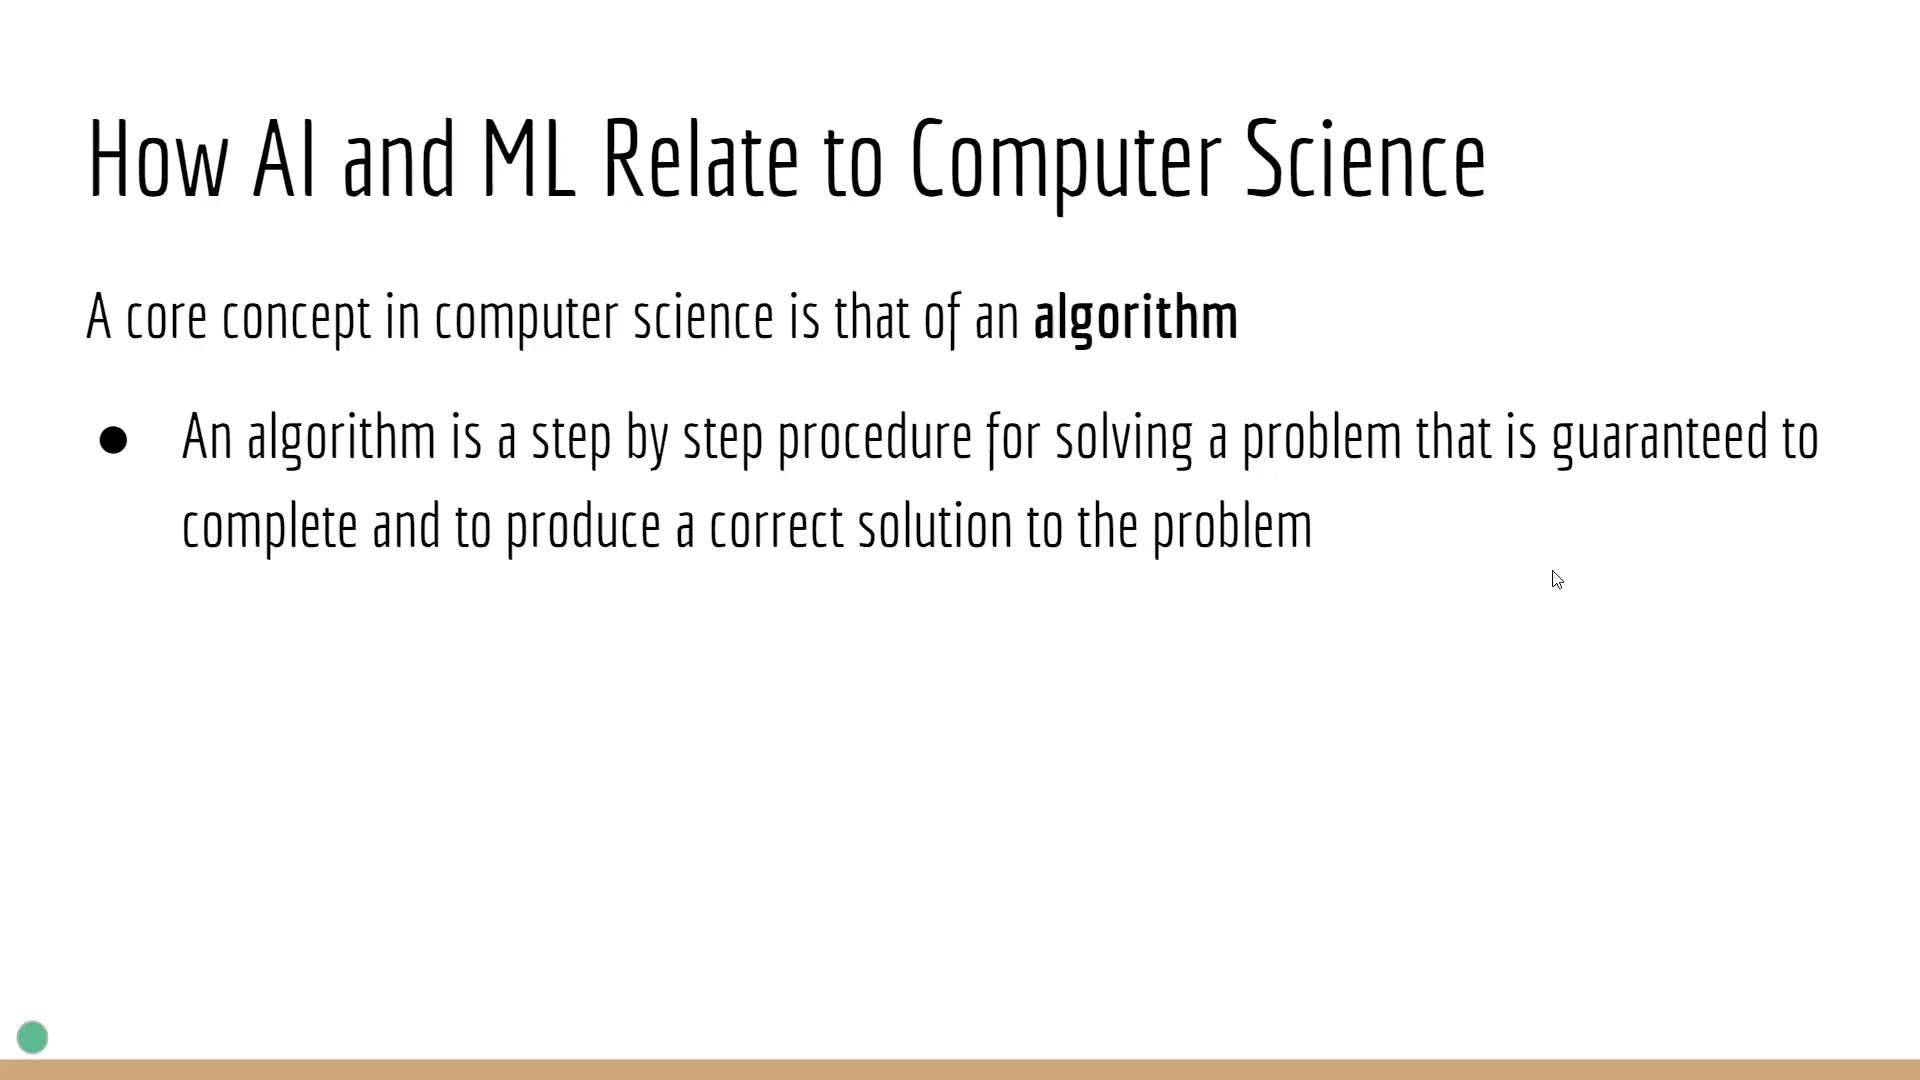 How AI and ML Relate to Computer Science
A core concept in computer science is that of an algorithm
● An algorithm is a step by step procedure for solving a problem that is guaranteed to
complete and to produce a correct solution to the problem